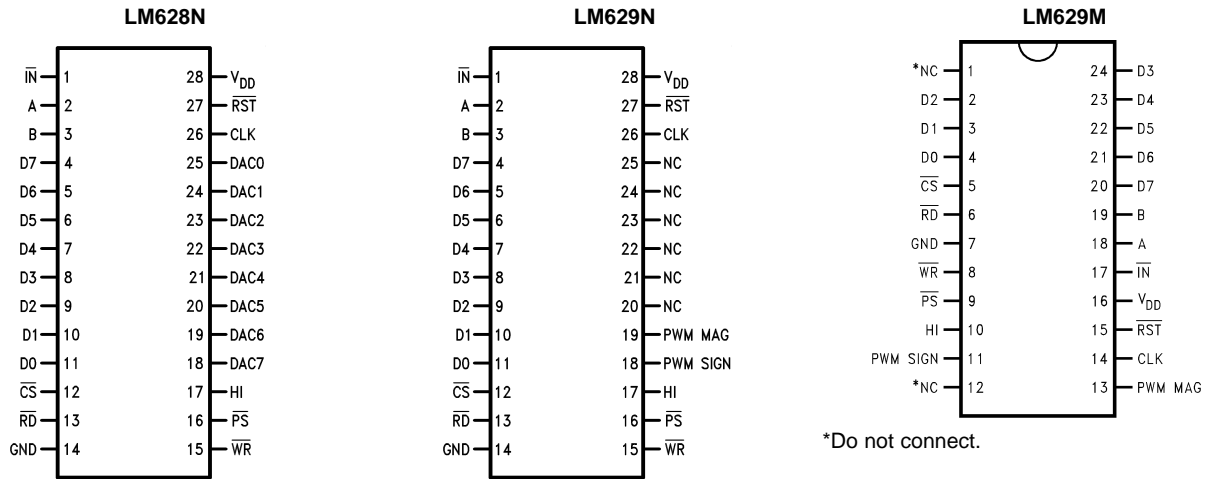 LM628N
IN 1 28 VDD
A 2 27 RST
B 3 26 CLK
D7 4 25 DAC0
D6 5 24 DAC1
D5 6 23 DAC2
D4 7 22 DAC3
D3 8 21 DAC4
D2 9 20 DAC5
D1 10 19 DAC6
D0 11 18 DAC7
CS 12 17 HI
RD 13 16 PS
GND 14 15 WR
LM629N
IN 1 28 VDD
A 2 27 RST
B 3 26 CLK
D7 4 25 NC
D6 5 24 NC
D5 6 23 NC
D4 7 22 NC
D3 8 21 NC
D2 9 20 NC
D1 10 19 PWM MAG
D0 11 18 PWM SIGN
CS 12 17 HI
RD 13 16 PS
GND 14 15 WR
LM629M
*NC 1 24 D3
D2 2 23 D4
D1 3 22 D5
D0 4 21 D6
CS 5 20 D7
RD 6 19 B
GND 7 18 A
WR 8 17 IN
PS 9 16 VDD
HI 10 15 RST
PWM SIGN 11 14 CLK
*NC 12 13 PWM MAG
*Do not connect.